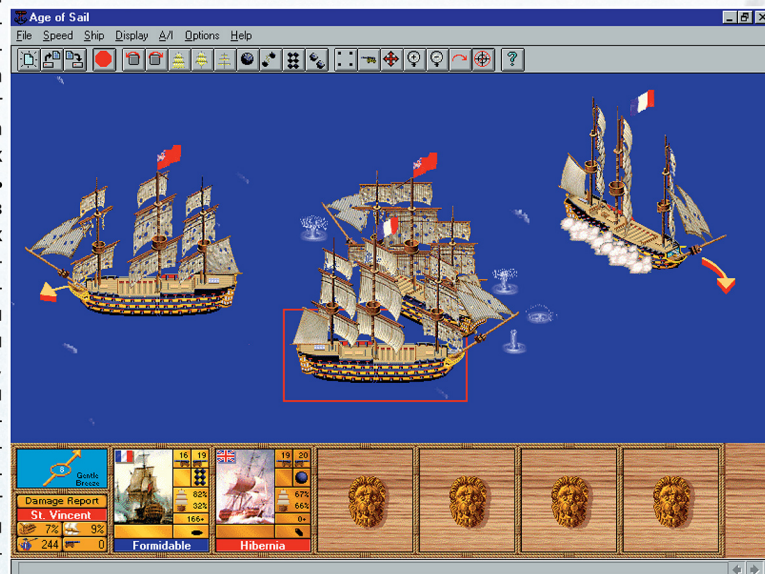 Age of Sail
File Speed Ship Display A/I Options Help
8
Gentle
Breeze
Damage Report
St. Vincent
7% 9%
244 0
16 19
82%
32%
166+
Formidable
19 20
67%
66%
0+
Hibernia